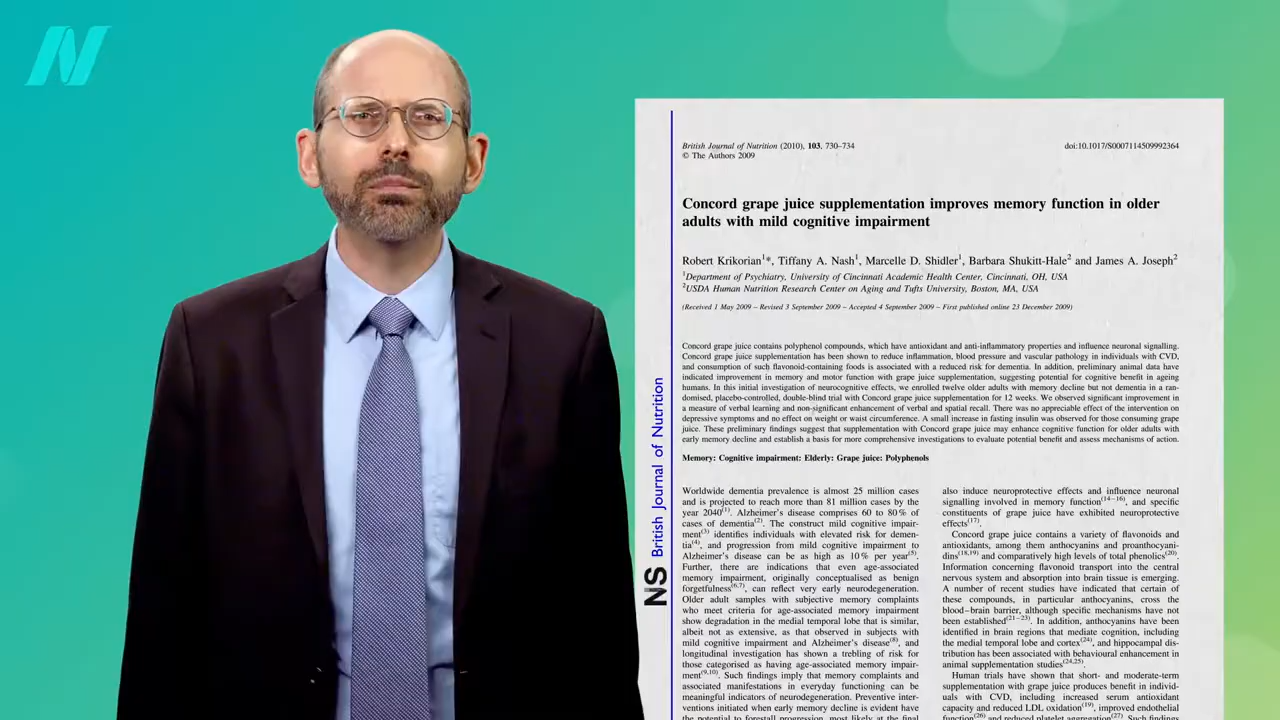 N
British Journal of Nutrition (2010), 103, 730–734
© The Authors 2009
doi:10.1017/S0007114509992364
Concord grape juice supplementation improves memory function in older
adults with mild cognitive impairment
Robert Krikorian1*, Tiffany A. Nash1, Marcelle D. Shidler1, Barbara Shukitt-Hale2 and James A. Joseph2
1Department of Psychiatry, University of Cincinnati Academic Health Center, Cincinnati, OH, USA
2USDA Human Nutrition Research Center on Aging and Tufts University, Boston, MA, USA
(Received 1 May 2009 – Revised 3 September 2009 – Accepted 4 September 2009 – First published online 23 December 2009)
Concord grape juice contains polyphenol compounds, which have antioxidant and anti-inflammatory properties and influence neuronal signalling.
Concord grape juice supplementation has been shown to reduce inflammation, blood pressure and vascular pathology in individuals with CVD,
and consumption of such flavonoid-containing foods is associated with a reduced risk for dementia. In addition, preliminary animal data have
indicated improvement in memory and motor function with grape juice supplementation, suggesting potential for cognitive benefit in ageing
humans. In this initial investigation of neurocognitive effects, we enrolled twelve older adults with memory decline but not dementia in a ran-
domised, placebo-controlled, double-blind trial with Concord grape juice supplementation for 12 weeks. We observed significant improvement in
a measure of verbal learning and non-significant enhancement of verbal and spatial recall. There was no appreciable effect of the intervention on
depressive symptoms and no effect on weight or waist circumference. A small increase in fasting insulin was observed for those consuming grape
juice. These preliminary findings suggest that supplementation with Concord grape juice may enhance cognitive function for older adults with
early memory decline and establish a basis for more comprehensive investigations to evaluate potential benefit and assess mechanisms of action.
Memory: Cognitive impairment: Elderly: Grape juice: Polyphenols
Worldwide dementia prevalence is almost 25 million cases
and is projected to reach more than 81 million cases by the
year 2040(1). Alzheimer's disease comprises 60 to 80 % of
cases of dementia(2). The construct mild cognitive impair-
ment(3) identifies individuals with elevated risk for demen-
tia(4), and progression from mild cognitive impairment to
Alzheimer's disease can be as high as 10 % per year(5).
Further, there are indications that even age-associated
memory impairment, originally conceptualised as benign
forgetfulness(6,7), can reflect very early neurodegeneration.
Older adult samples with subjective memory complaints
who meet criteria for age-associated memory impairment
show degradation in the medial temporal lobe that is similar,
albeit not as extensive, as that observed in subjects with
mild cognitive impairment and Alzheimer's disease(8), and
longitudinal investigation has shown a trebling of risk for
those categorised as having age-associated memory impair-
ment(9,10). Such findings imply that memory complaints and
associated manifestations in everyday functioning can be
meaningful indicators of neurodegeneration. Preventive inter-
ventions initiated when early memory decline is evident have
the potential to forestall progression, most likely at the final
also induce neuroprotective effects and influence neuronal
signalling involved in memory function(14–16), and specific
constituents of grape juice have exhibited neuroprotective
effects(17).
Concord grape juice contains a variety of flavonoids and
antioxidants, among them anthocyanins and proanthocyani-
dins(18,19) and comparatively high levels of total phenolics(20).
Information concerning flavonoid transport into the central
nervous system and absorption into brain tissue is emerging.
A number of recent studies have indicated that certain of
these compounds, in particular anthocyanins, cross the
blood–brain barrier, although specific mechanisms have not
been established(21–23). In addition, anthocyanins have been
identified in brain regions that mediate cognition, including
the medial temporal lobe and cortex(24), and hippocampal dis-
tribution has been associated with behavioural enhancement in
animal supplementation studies(24,25).
Human trials have shown that short- and moderate-term
supplementation with grape juice produces benefit in individ-
uals with CVD, including increased serum antioxidant
capacity and reduced LDL oxidation(19), improved endothelial
function(26) and reduced platelet aggregation(27). Such findings
NS British Journal of Nutrition